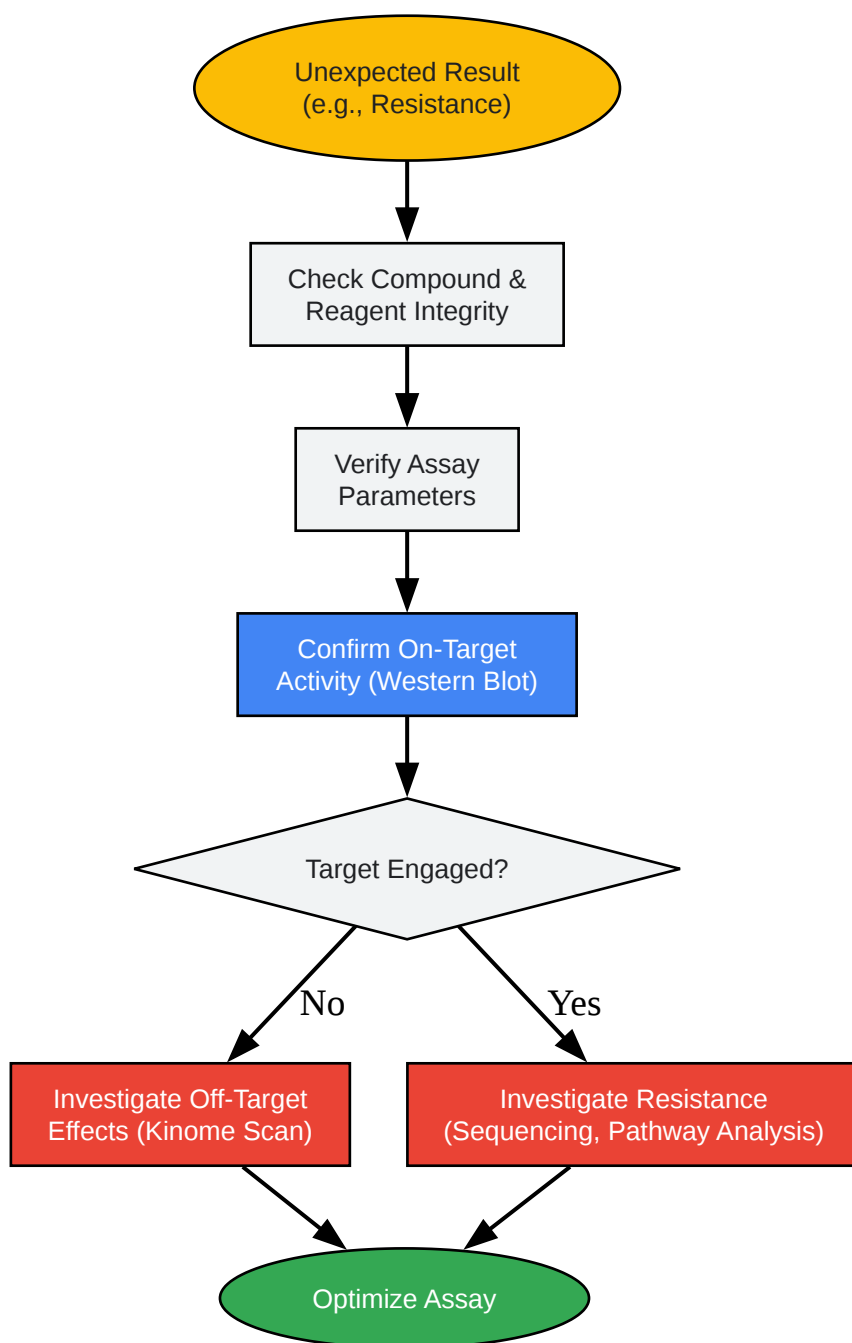 Unexpected Result
(e.g., Resistance)
Check Compound &
Reagent Integrity
Verify Assay
Parameters
Confirm On-Target
Activity (Western Blot)
Target Engaged?
No
Yes
Investigate Off-Target
Effects (Kinome Scan)
Investigate Resistance
(Sequencing, Pathway Analysis)
Optimize Assay